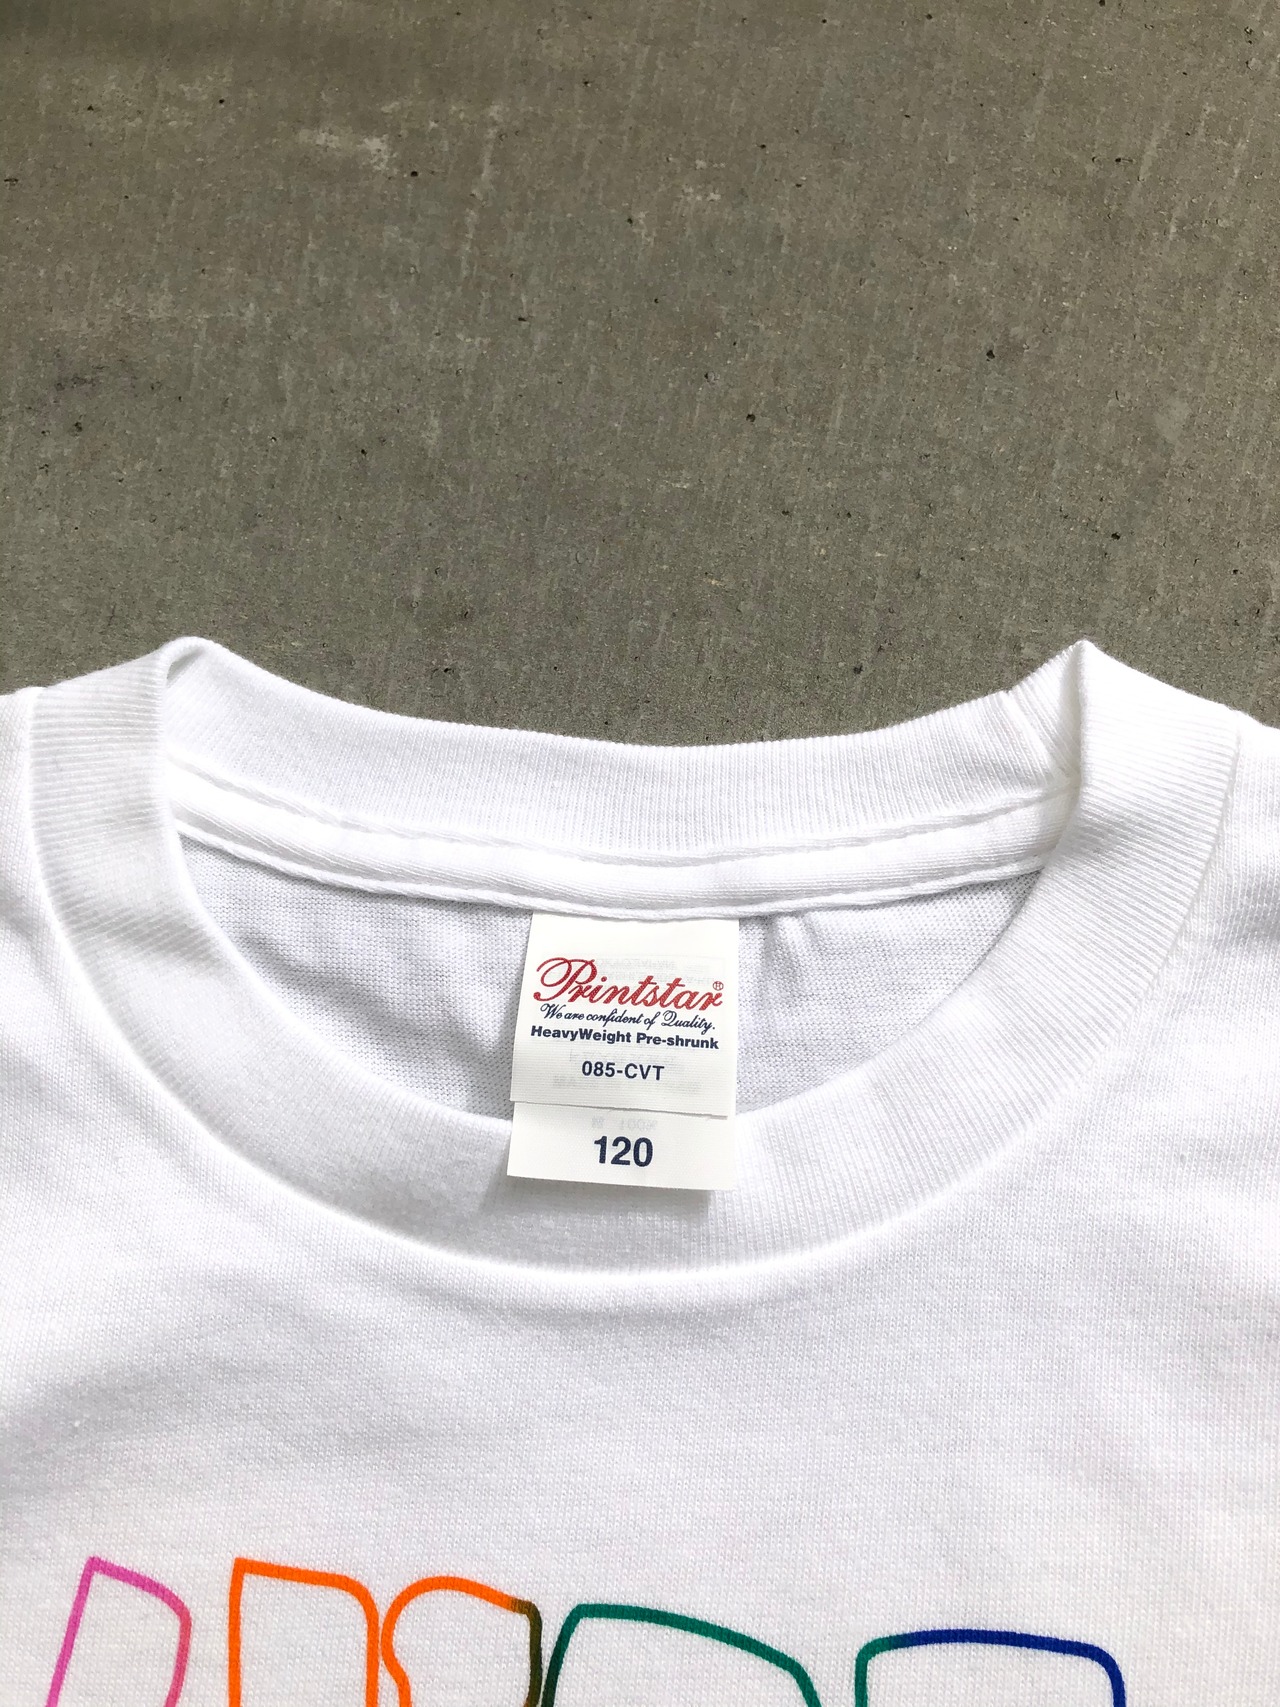 Printstar®
We are confident of Quality.
HeavyWeight Pre-shrunk
085-CVT
120